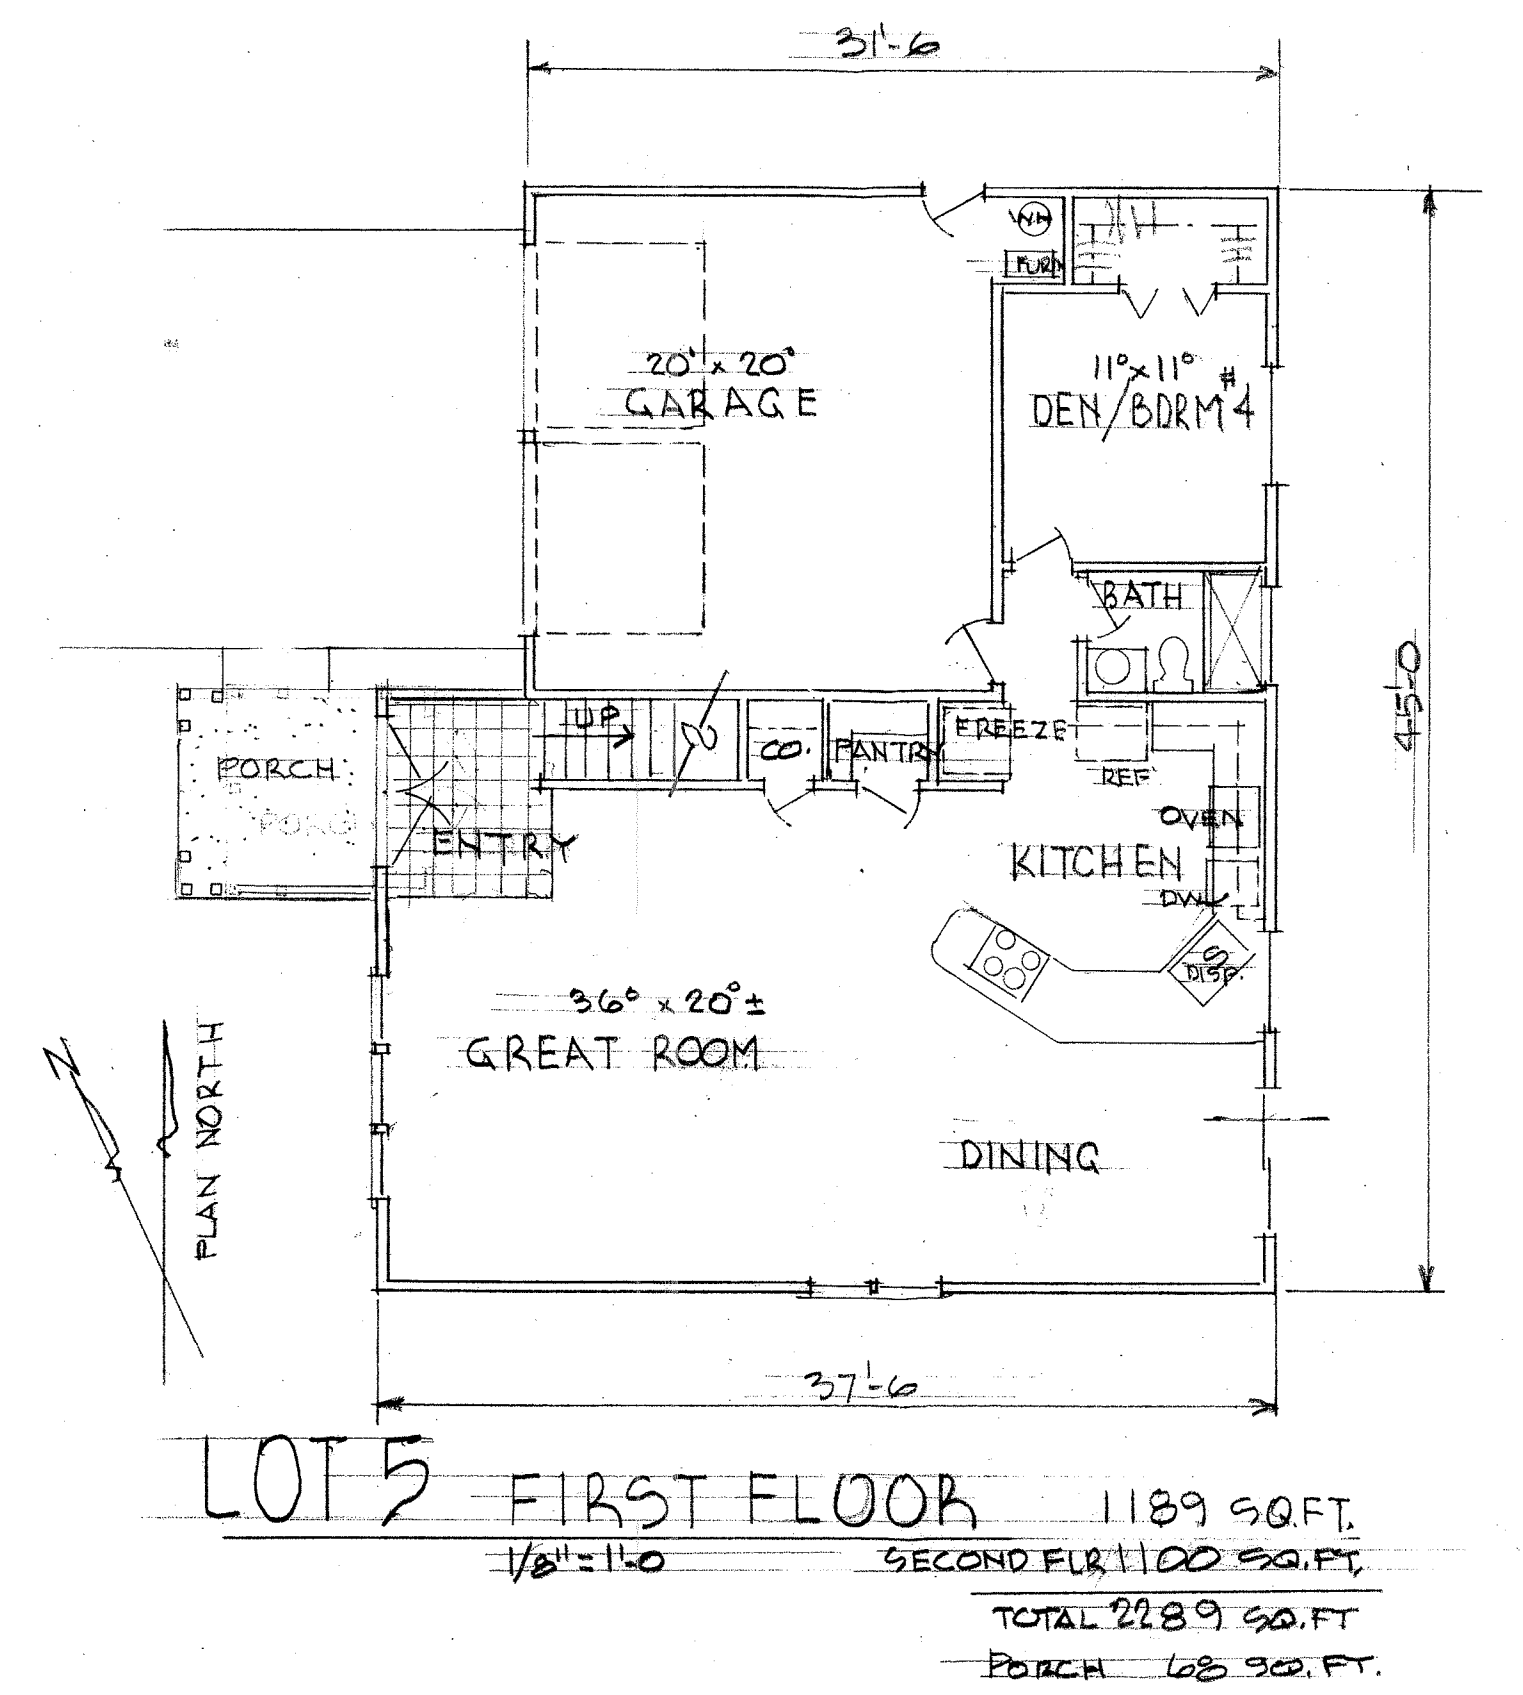 31'-6
W.H
FURN
20' x 20'
GARAGE
11° x 11°
DEN/BDRM #4
BATH
45'-0
UP
CO.
PANTRY
FREEZE
REF
PORCH
PORC
OVEN
ENTRY
KITCHEN
DW
S
DISP.
36° x 20° ±
GREAT ROOM
N
PLAN NORTH
DINING
37'-6
LOT 5 FIRST FLOOR 1189 SQ.FT.
1/8" = 1'-0 SECOND FLR 1100 SQ.FT.
TOTAL 2289 SQ.FT
PORCH 68 SQ.FT.